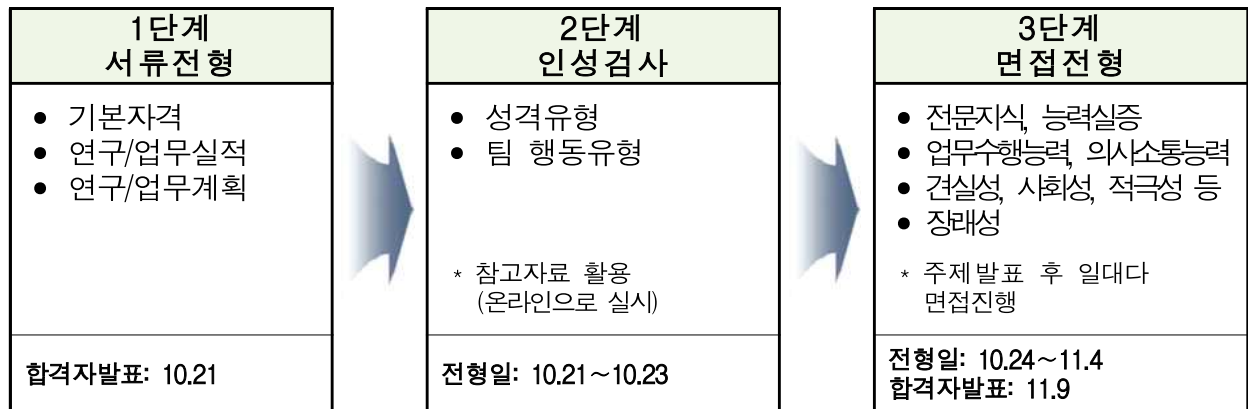 1단계
서류전형
● 기본자격
● 연구/업무실적
● 연구/업무계획
합격자발표: 10.21
2단계
인성검사
● 성격유형
● 팀 행동유형
* 참고자료 활용
(온라인으로 실시)
전형일: 10.21~10.23
3단계
면접전형
● 전문지식, 능력실증
● 업무수행능력, 의사소통능력
● 견실성, 사회성, 적극성 등
● 장래성
* 주제발표 후 일대다
면접진행
전형일: 10.24~11.4
합격자발표: 11.9